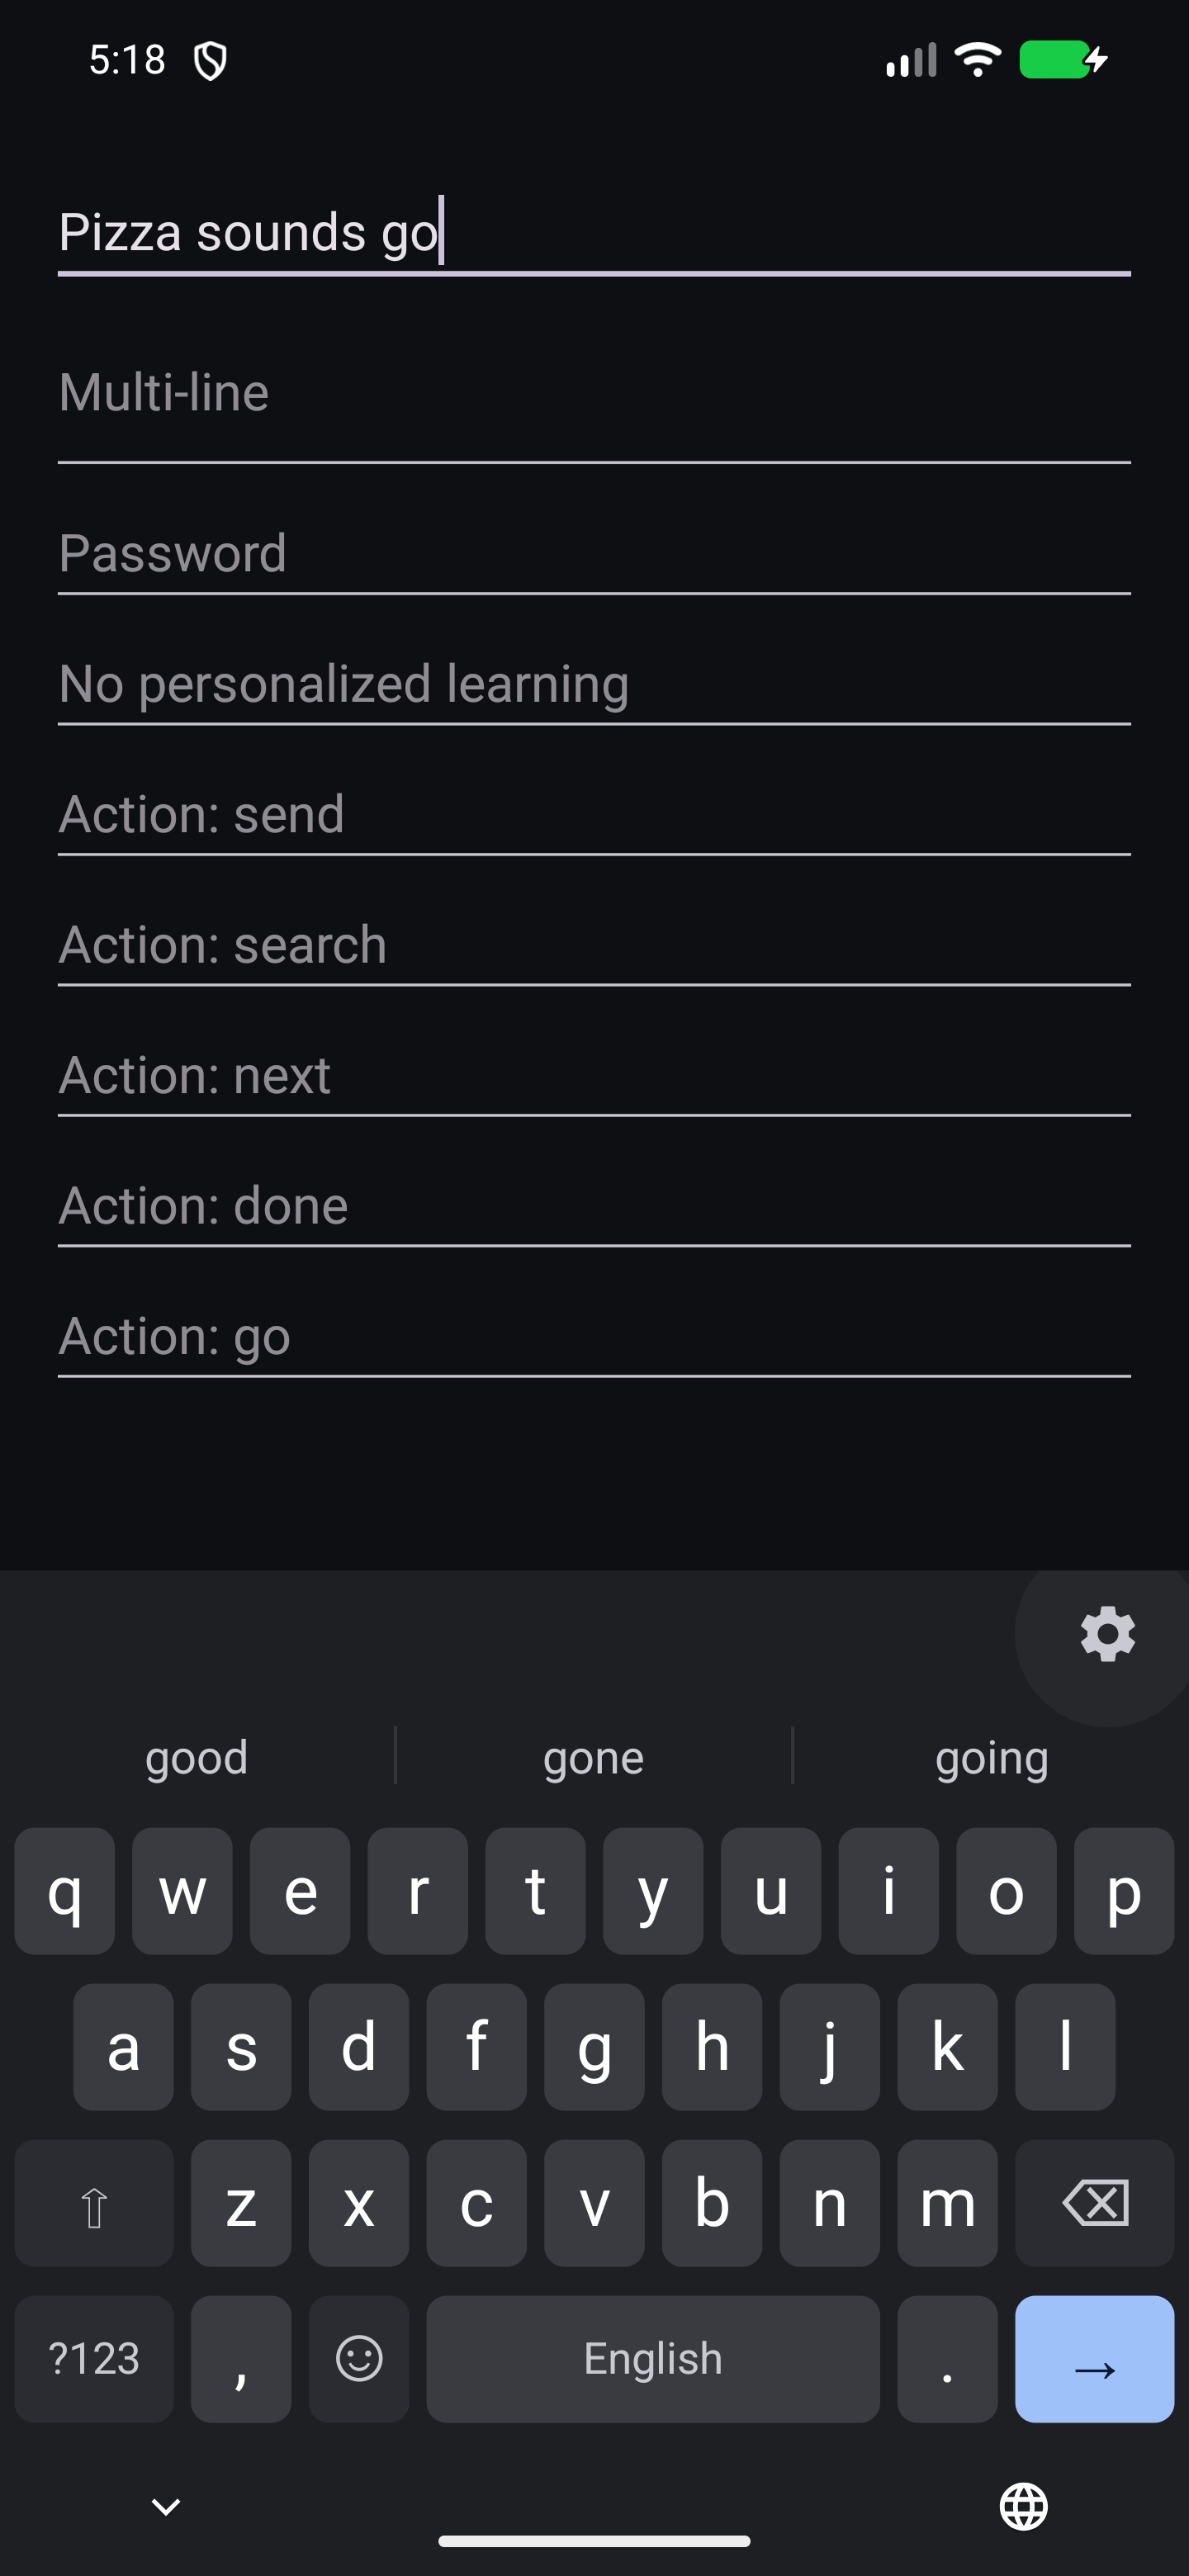 5:18
Pizza sounds go
Multi-line
Password
No personalized learning
Action: send
Action: search
Action: next
Action: done
Action: go
good gone going
q w e r t y u i o p
a s d f g h j k l
z x c v b n m
?123 , English . →